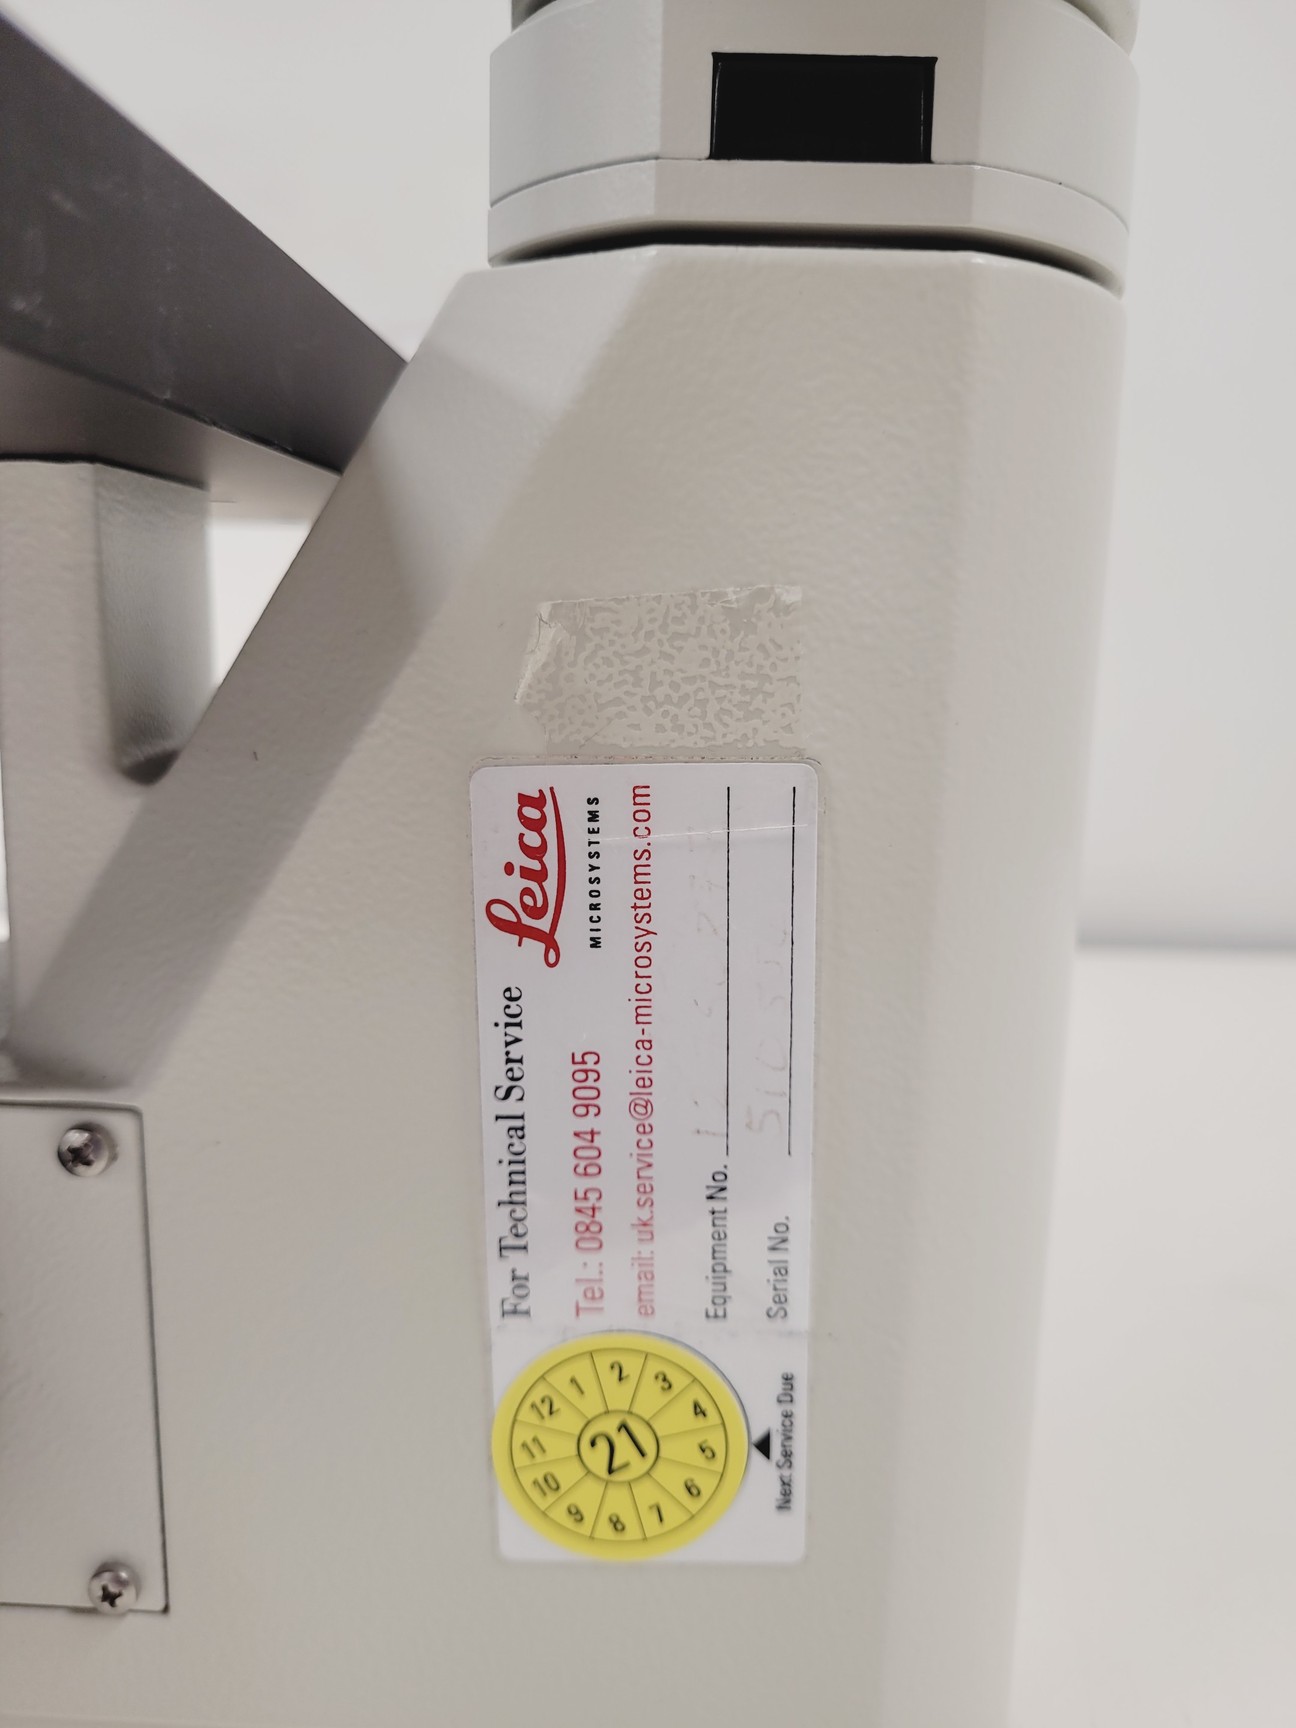 For Technical Service
Leica
MICROSYSTEMS
Tel.: 0845 604 9095
email: uk.service@leica-microsystems.com
Equipment No.
Serial No.
21
1
2
3
4
5
6
7
8
9
10
11
12
Next Service Due